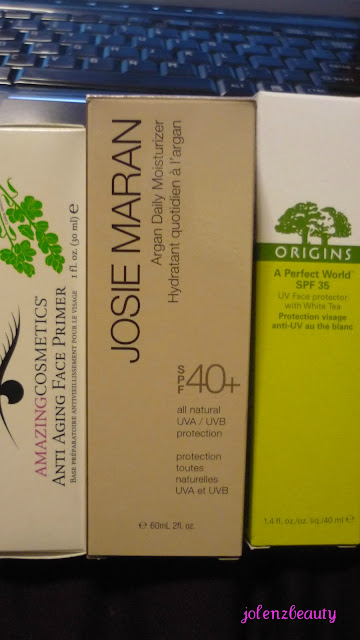 AMAZINGCOSMETICS
ANTI AGING FACE PRIMER
BASE PRÉPARATOIRE ANTIVIEILLISSEMENT POUR LE VISAGE
1 fl. oz. (30 ml) e
JOSIE MARAN
Argan Daily Moisturizer
Hydratant quotidien à l'argan
SPF 40+
all natural
UVA / UVB
protection
protection
toutes
naturelles
UVA et UVB
e 60mL 2fl. oz.
ORIGINS
A Perfect World™
SPF 35
UV Face protector
with White Tea
Protection visage
anti-UV au thé blanc
1.4 fl. oz./oz. liq./40 ml e
jolenzbeauty